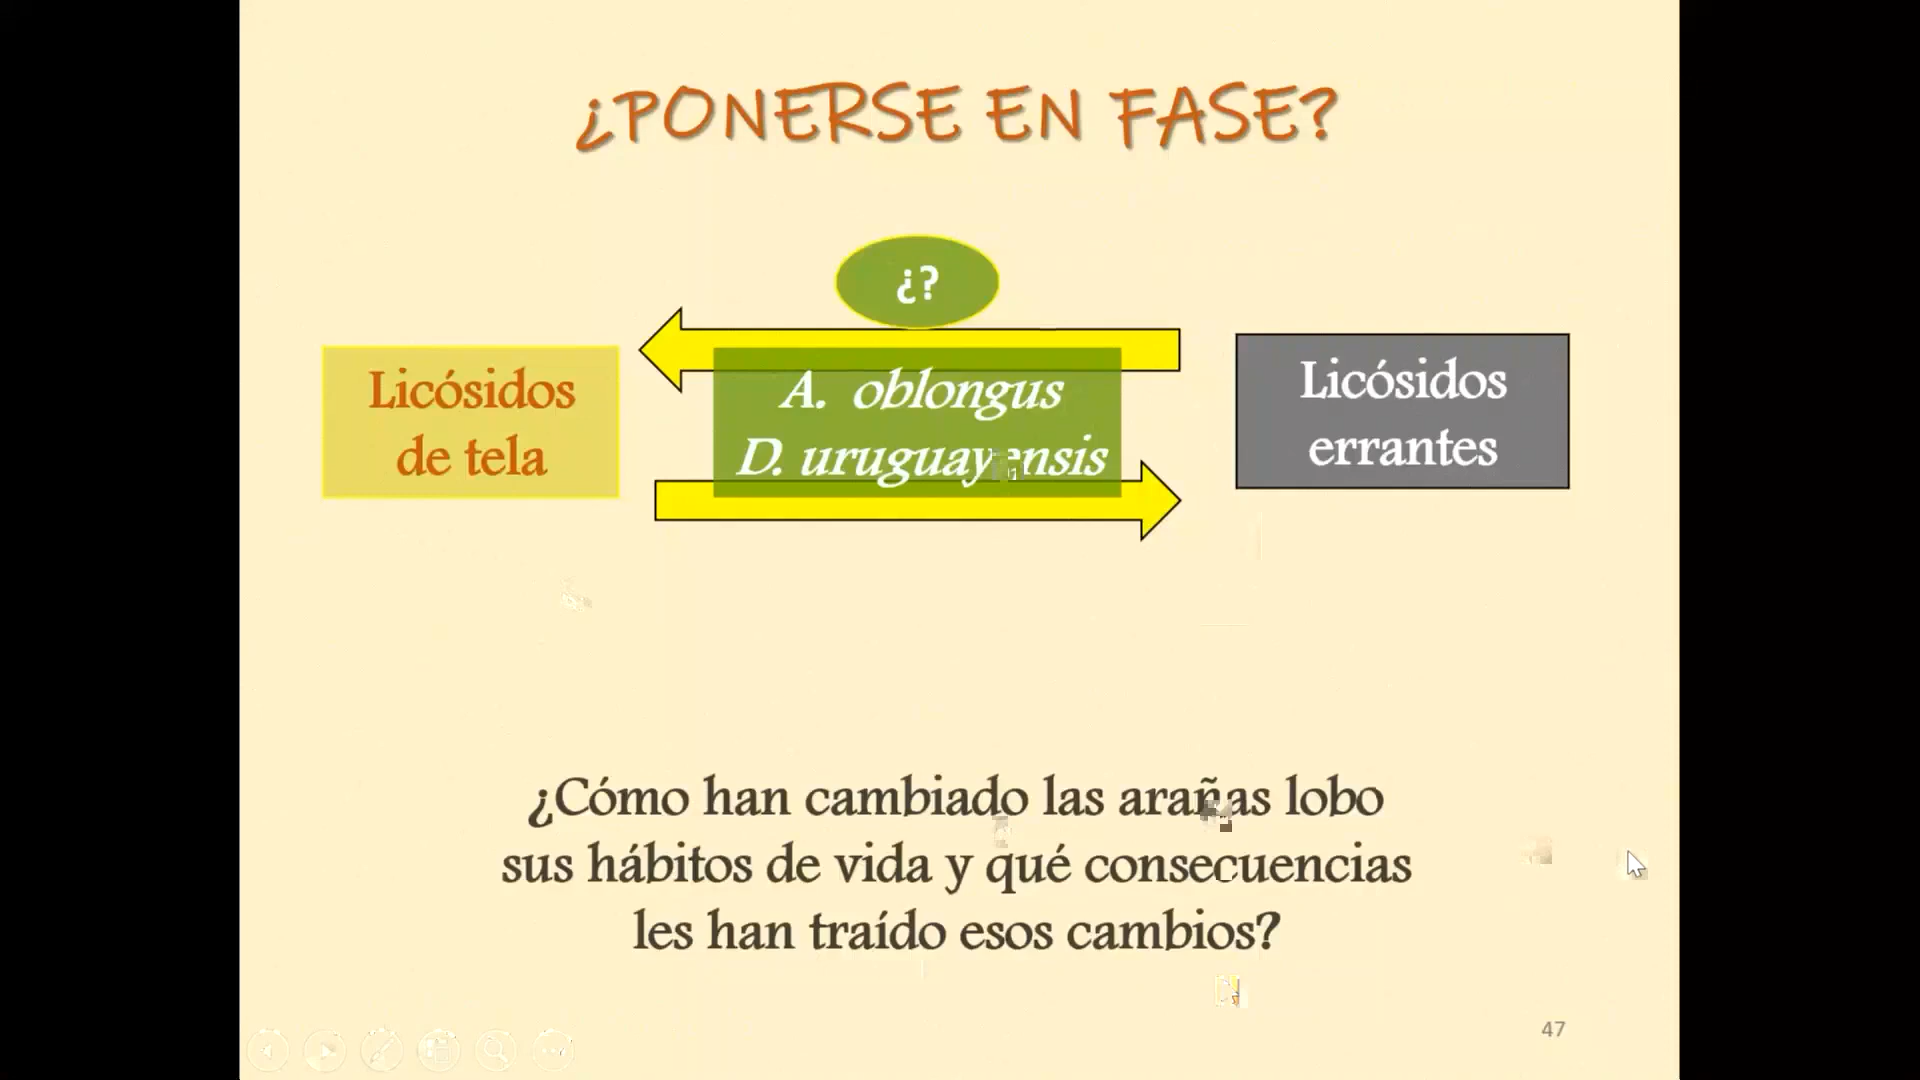 ¿PONERSE EN FASE?
¿?
Licósidos
de tela
A. oblongus
D. uruguayensis
Licósidos
errantes
¿Cómo han cambiado las arañas lobo
sus hábitos de vida y qué consecuencias
les han traído esos cambios?
47